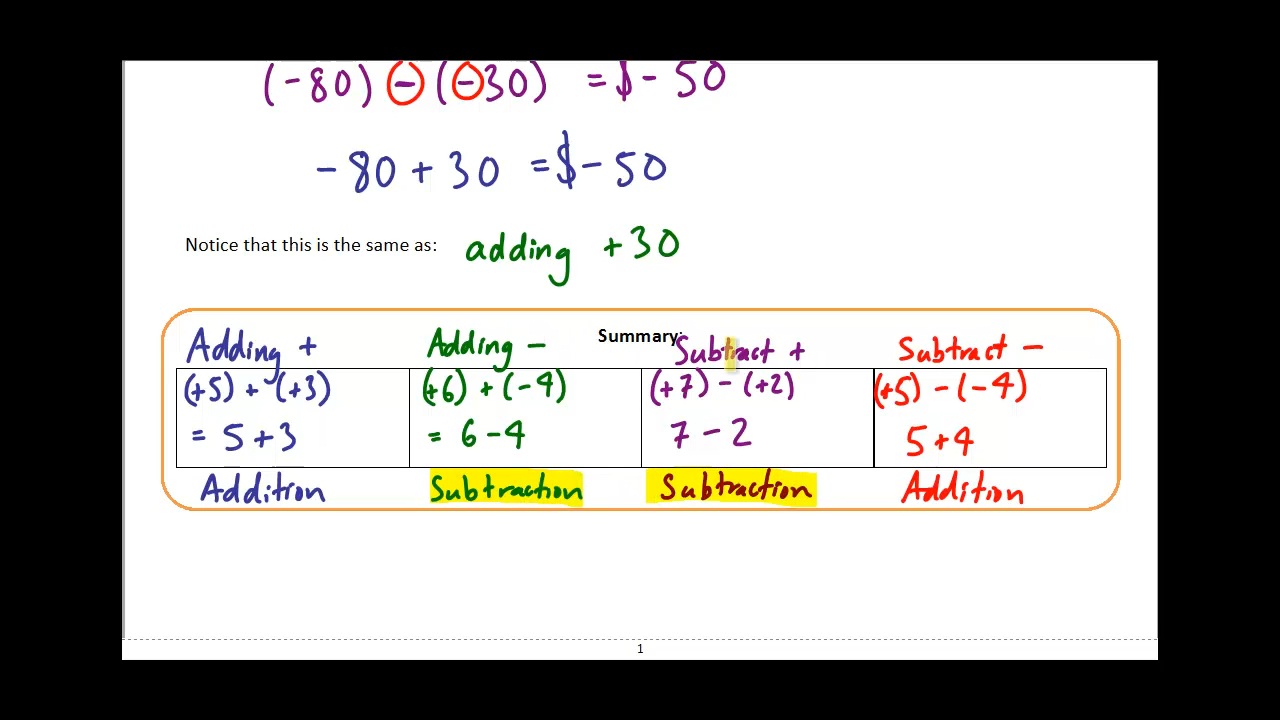 (-80) - (-30) = $ - 50
- 80 + 30 = $ - 50
Notice that this is the same as: adding +30
Summary:
Adding + Adding - Subtract + Subtract -
(+5) + (+3) (+6) + (-4) (+7) - (+2) (+5) - (-4)
= 5 + 3 = 6 - 4 7 - 2 5 + 4
Addition Subtraction Subtraction Addition
1